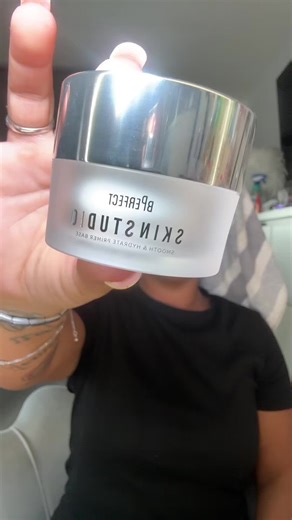 BPERFECT
SKINSTUDIO
SMOOTH & HYDRATE PRIMER BASE